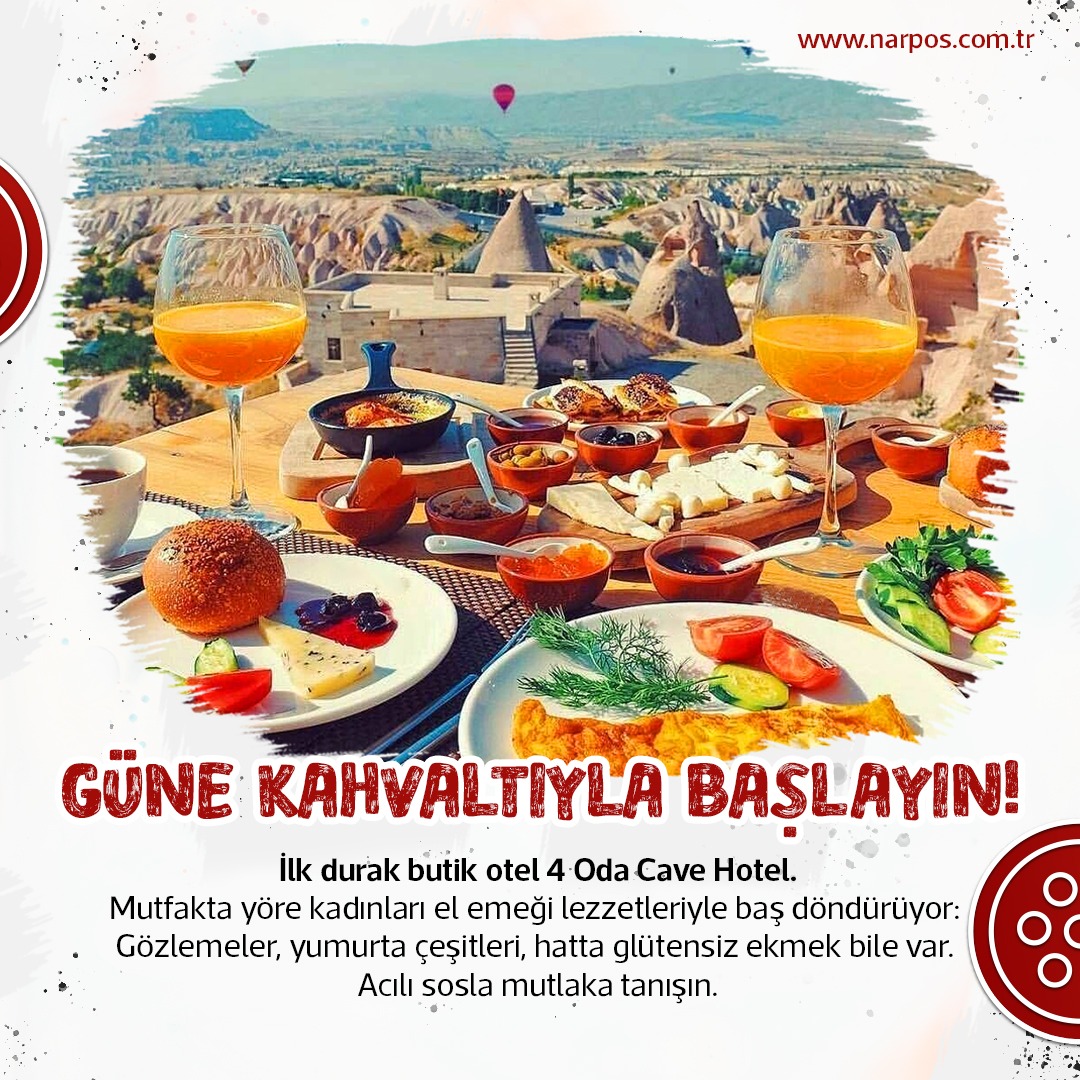 www.narpos.com.tr
GÜNE KAHVALTIYLA BAŞLAYIN!
İlk durak butik otel 4 Oda Cave Hotel.
Mutfakta yöre kadınları el emeği lezzetleriyle baş döndürüyor:
Gözlemeler, yumurta çeşitleri, hatta glütensiz ekmek bile var.
Acılı sosla mutlaka tanışın.